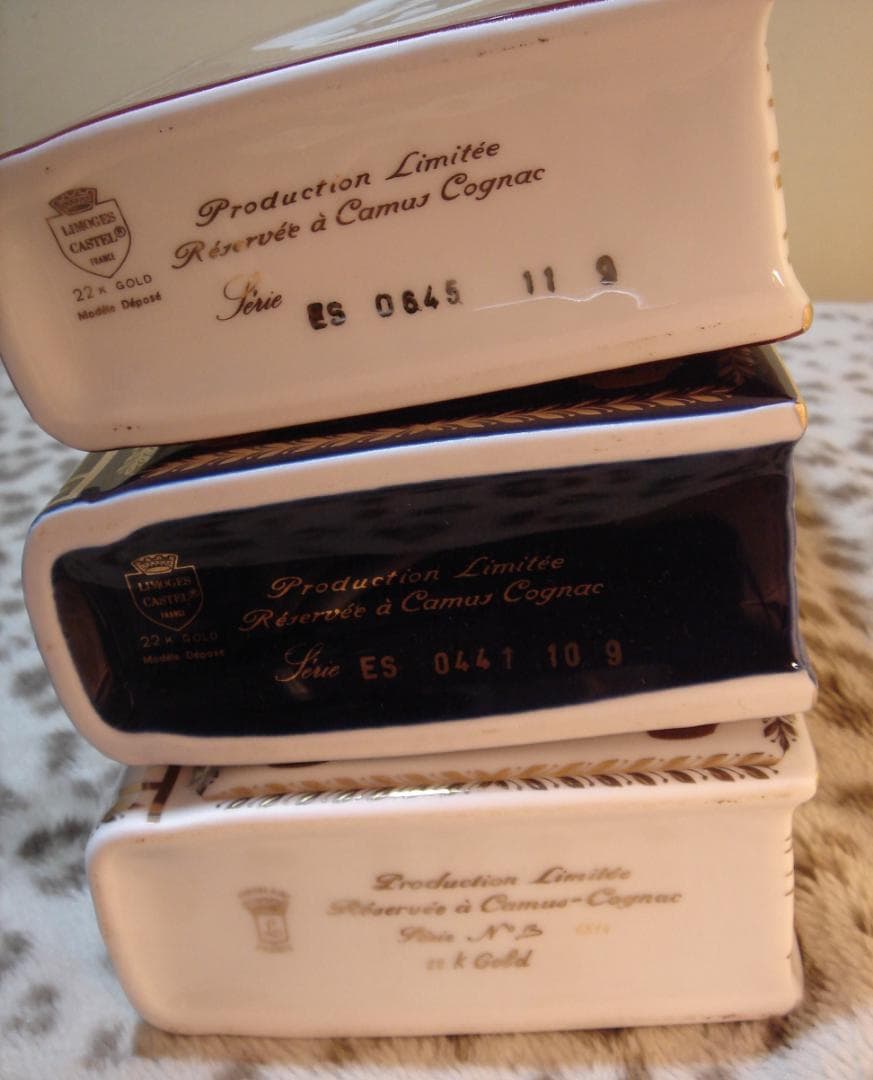 LIMOGES
CASTEL®
FRANCE
22 K GOLD
Modèle Déposé
Production Limitée
Réservée à Camus Cognac
Série ES 0645 11 9
LIMOGES
CASTEL®
FRANCE
22 K GOLD
Modèle Déposé
Production Limitée
Réservée à Camus Cognac
Série ES 0441 10 9
Production Limitée
Réservée à Camus-Cognac
Série Nº B
K Gold